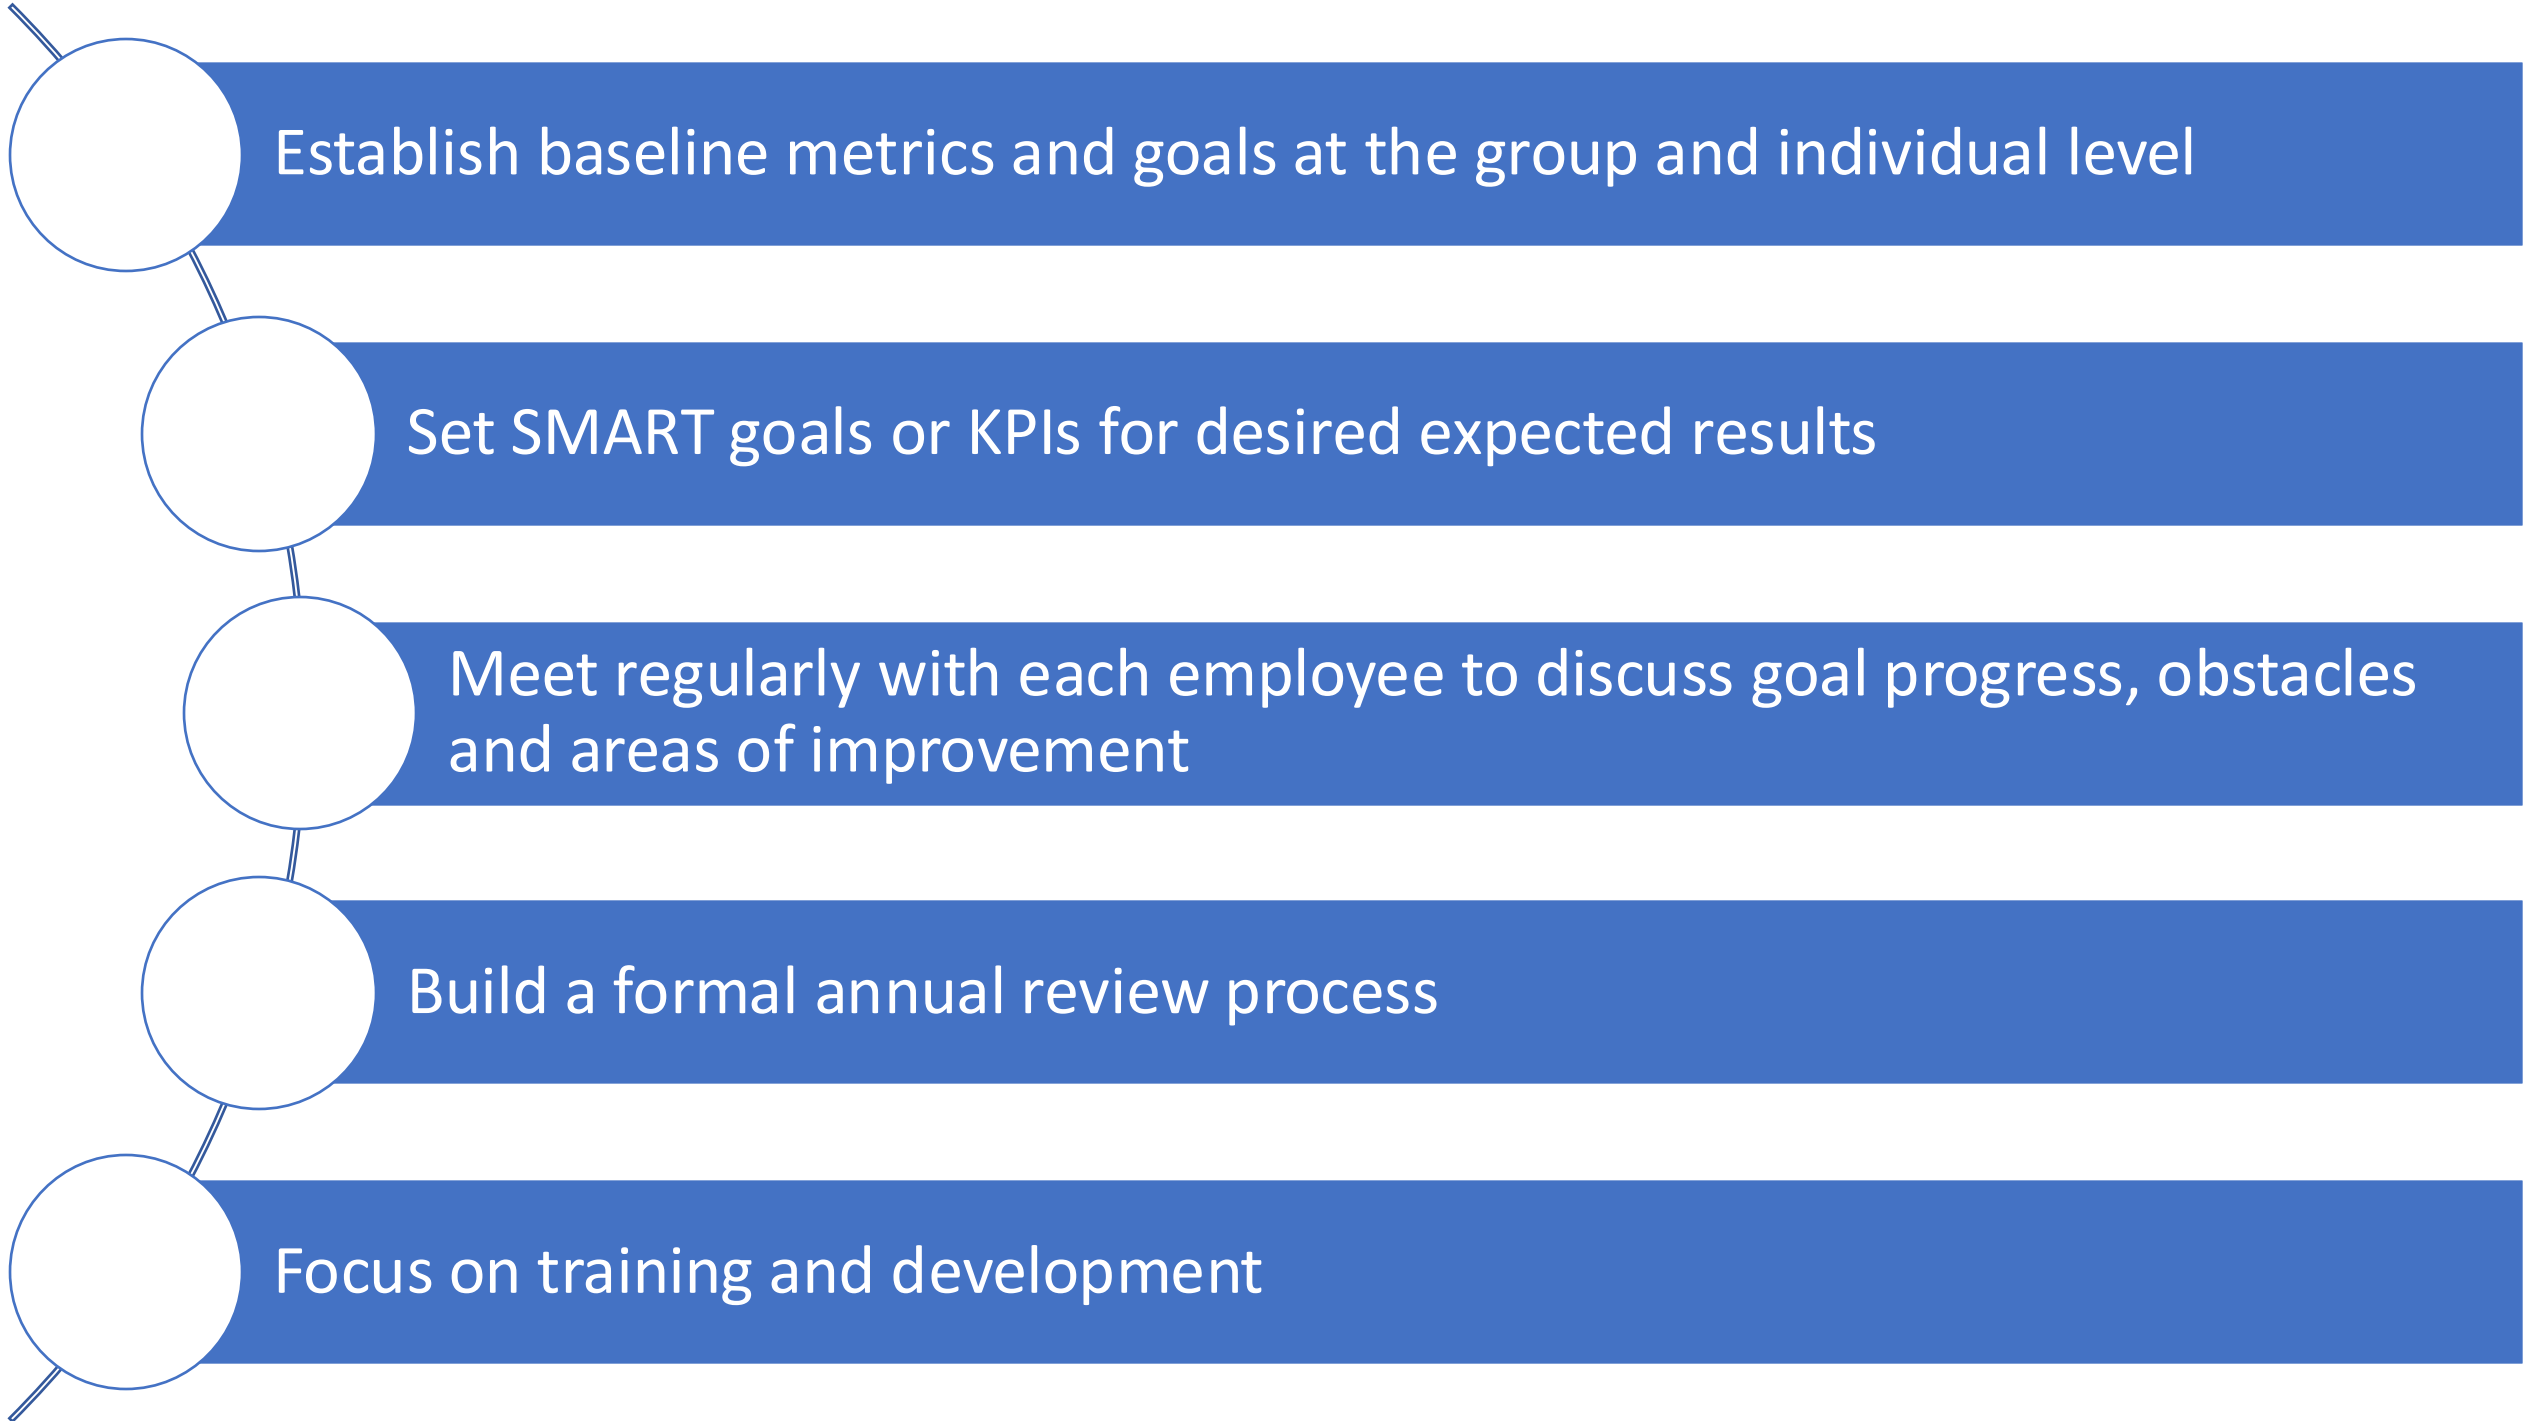 Establish baseline metrics and goals at the group and individual level
Set SMART goals or KPIs for desired expected results
Meet regularly with each employee to discuss goal progress, obstacles
and areas of improvement
Build a formal annual review process
Focus on training and development